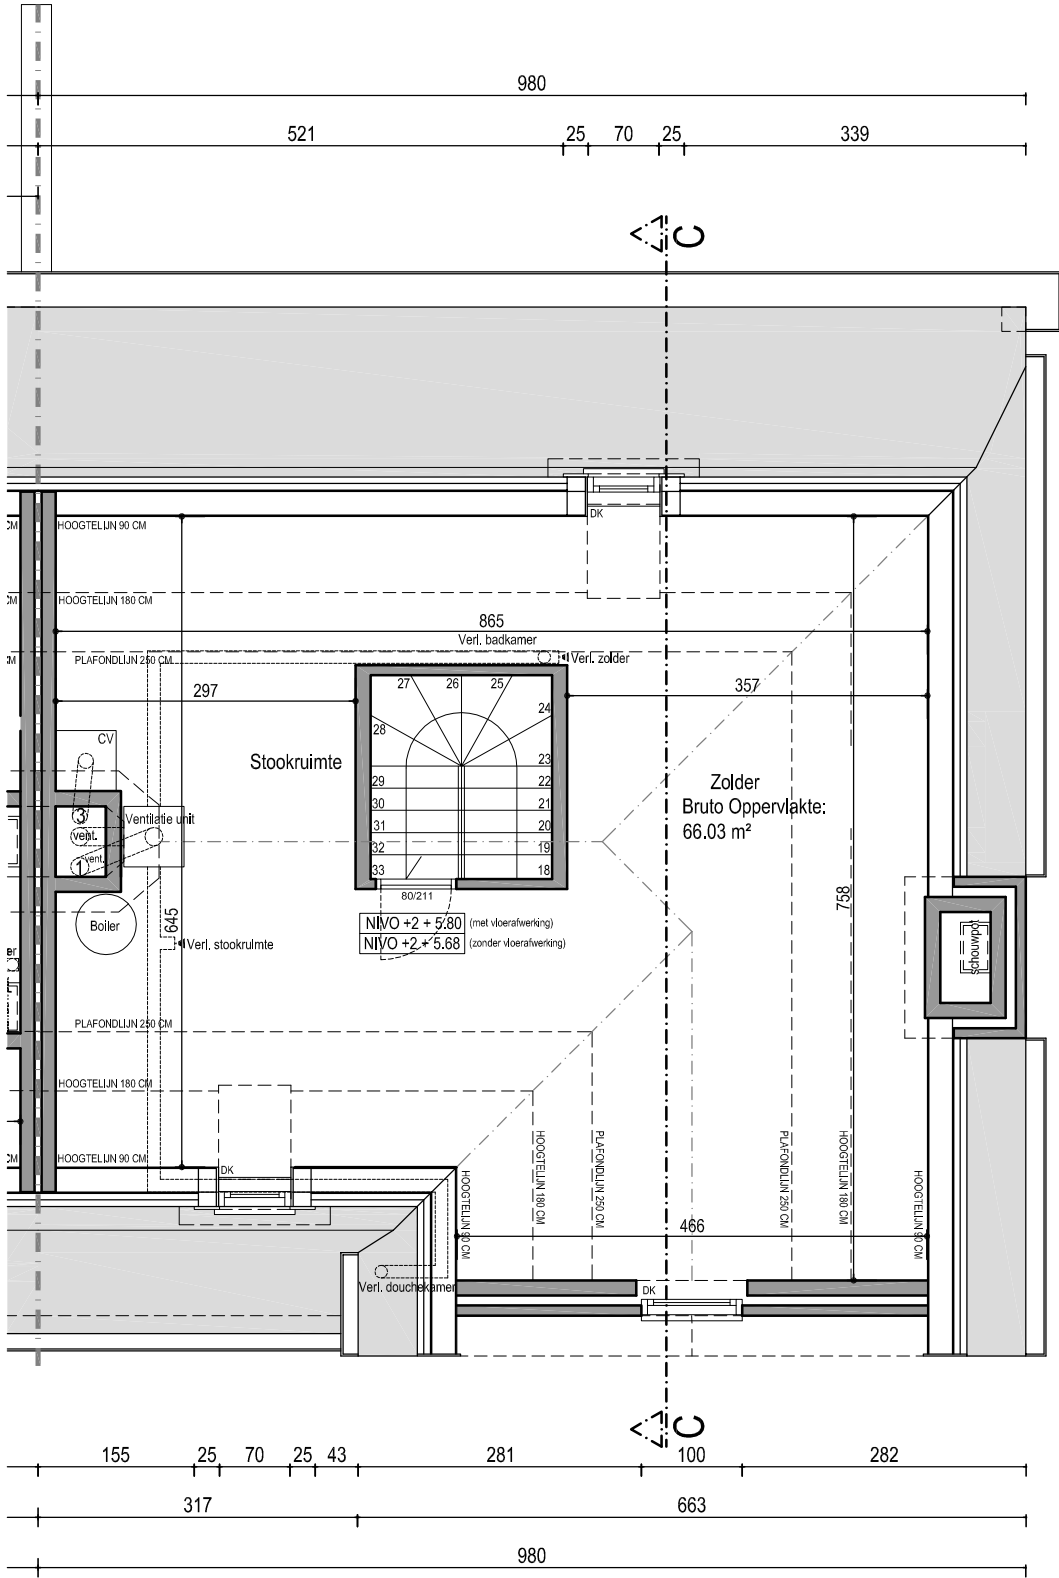 980
521
25
70
25
339
C
DK
CM
HOOGTELIJN 90 CM
CM
HOOGTELIJN 180 CM
865
Verl. badkamer
Verl. zolder
CM
PLAFONDLIJN 250 CM
297
357
27
26
25
24
28
23
CV
Stookruimte
29
22
Zolder
Bruto Oppervlakte:
66.03 m²
30
21
3
Ventilatie unit
31
20
vent.
32
19
1
vent.
33
18
80/211
758
NIVO +2 + 5.80 (met vloerafwerking)
NIVO +2 + 5.68 (zonder vloerafwerking)
Boiler
645
Verl. stookruimte
schouwpot
PLAFONDLIJN 250 CM
HOOGTELIJN 180 CM
CM
HOOGTELIJN 90 CM
DK
HOOGTELIJN 90 CM
HOOGTELIJN 180 CM
PLAFONDLIJN 250 CM
PLAFONDLIJN 250 CM
HOOGTELIJN 180 CM
HOOGTELIJN 90 CM
466
Verl. douchekamer
DK
C
155
25
70
25
43
281
100
282
317
663
980